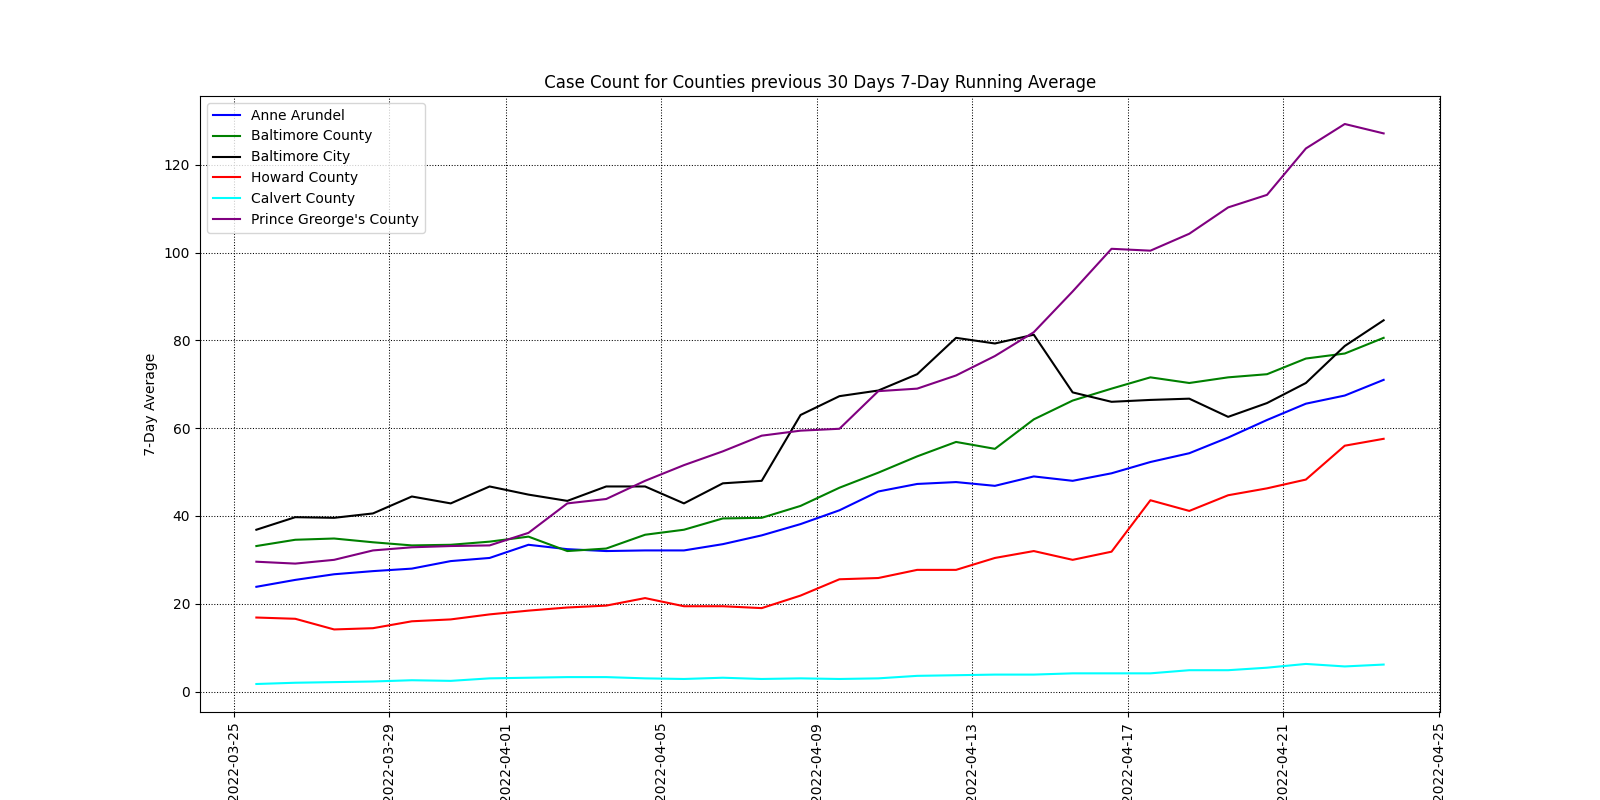 Case Count for Counties previous 30 Days 7-Day Running Average
Anne Arundel
Baltimore County
Baltimore City
Howard County
Calvert County
Prince Greorge's County
7-Day Average
120
100
80
60
40
20
0
2022-03-25
2022-03-29
2022-04-01
2022-04-05
2022-04-09
2022-04-13
2022-04-17
2022-04-21
2022-04-25